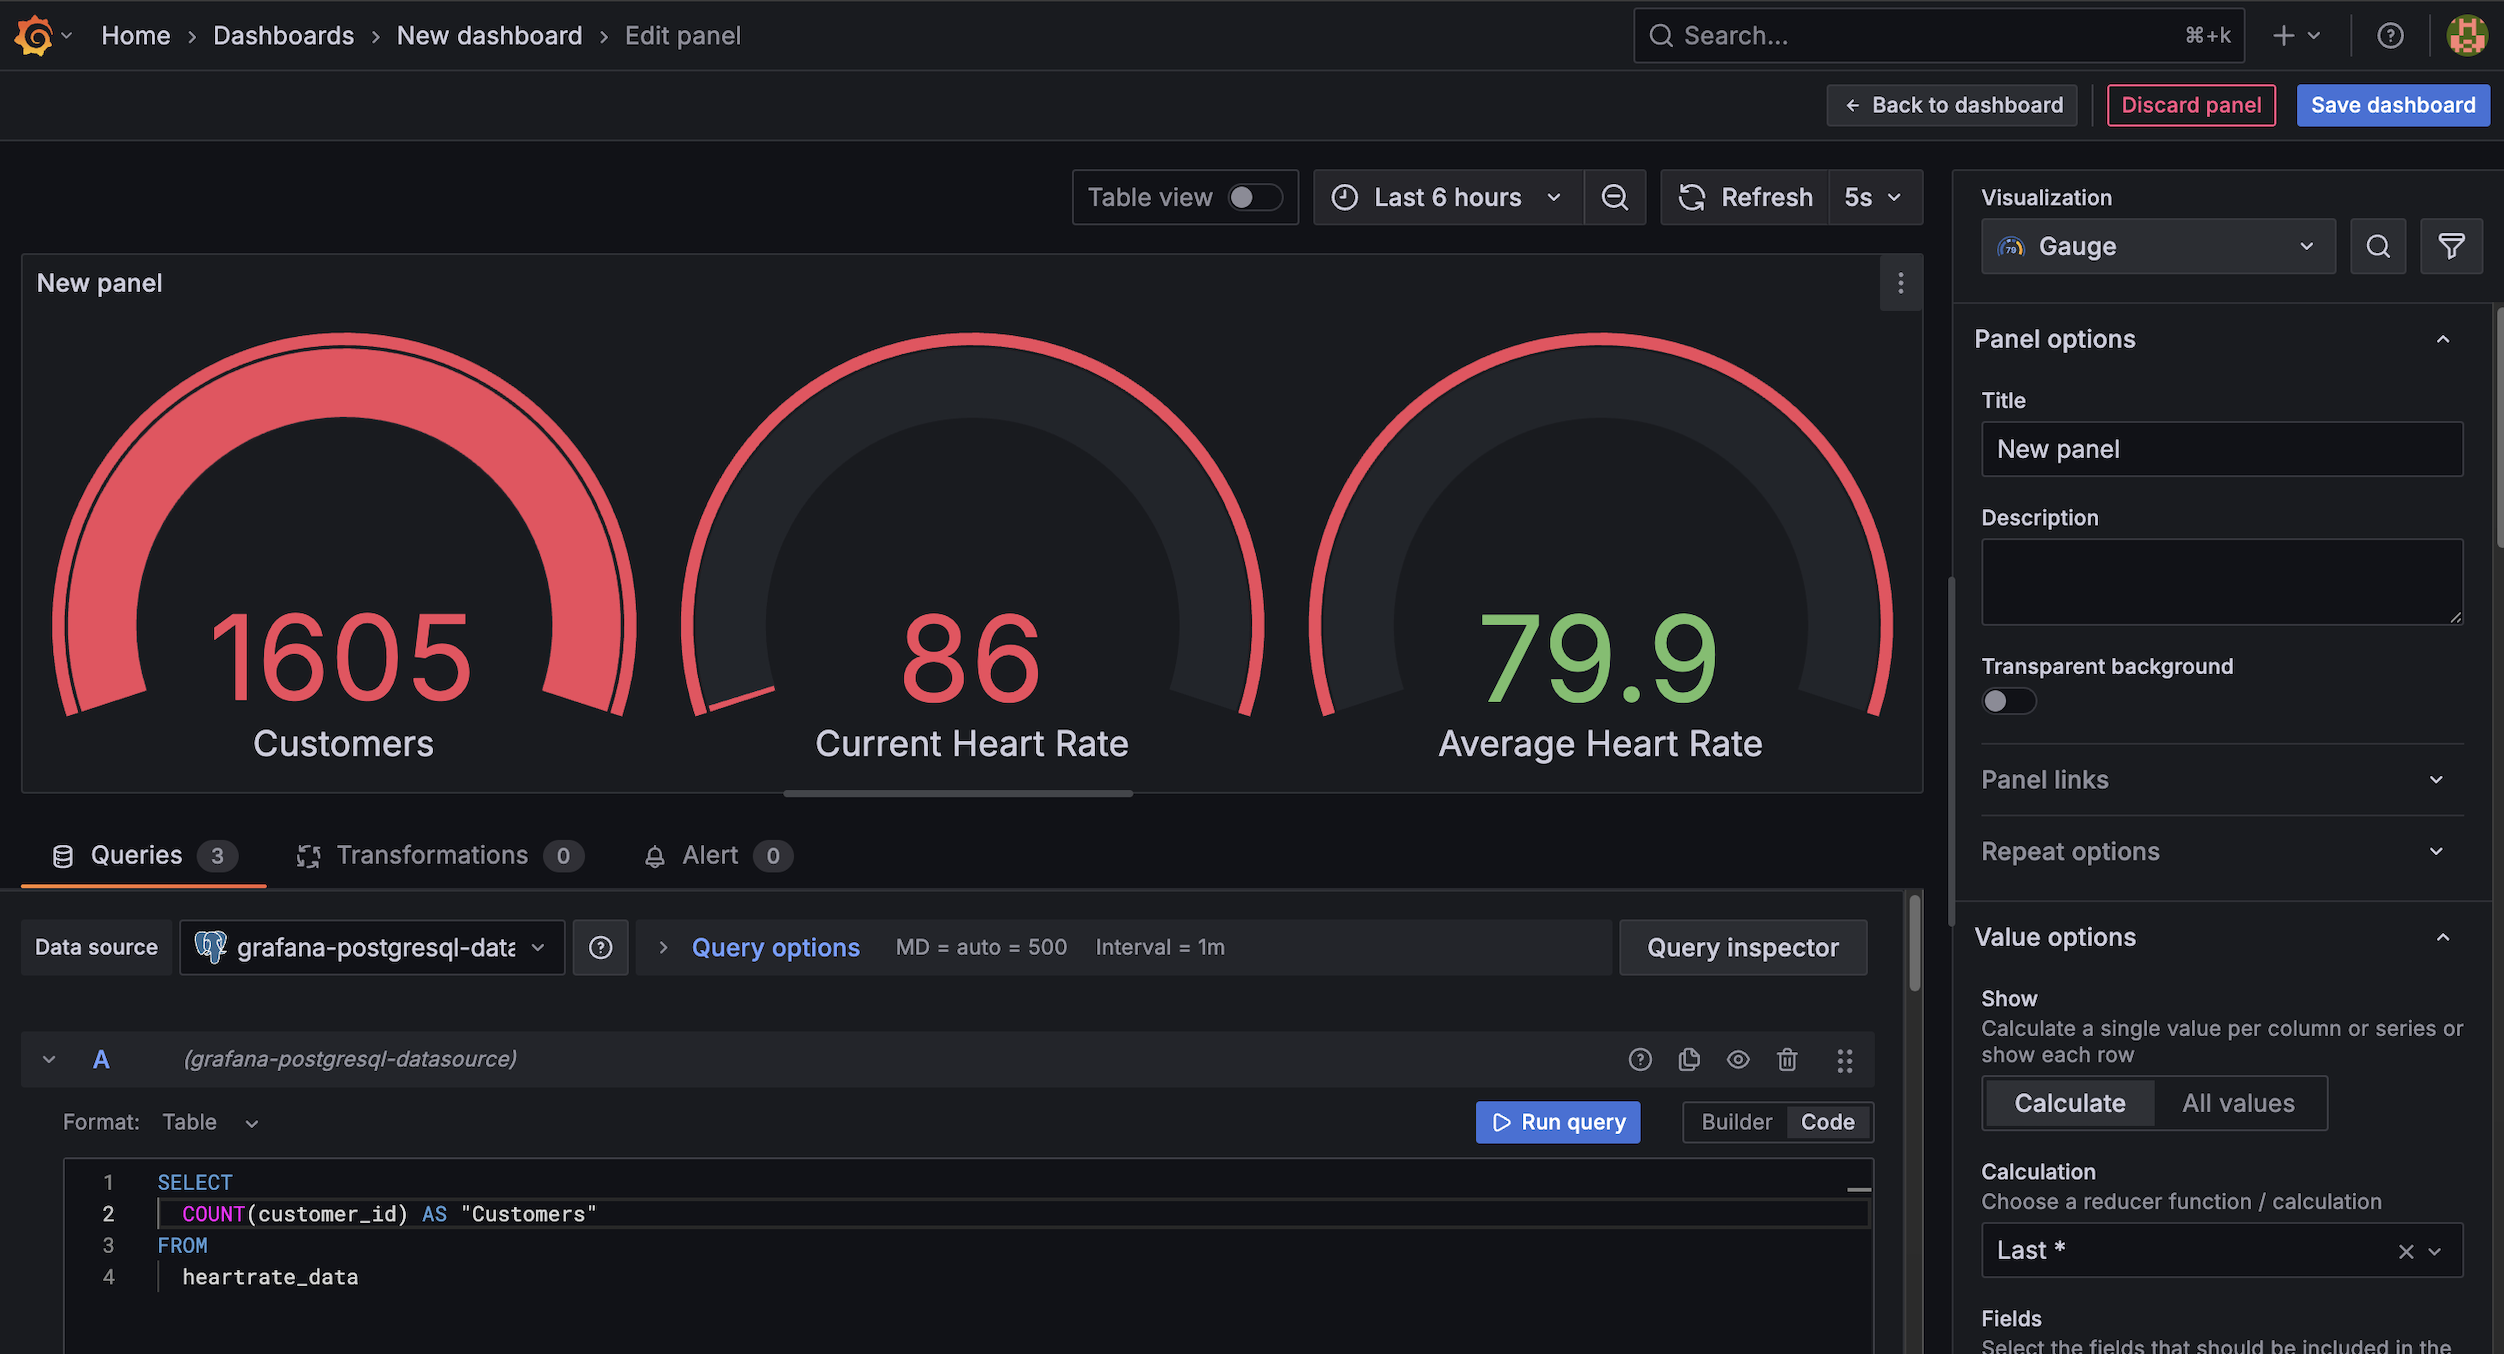 Home › Dashboards › New dashboard › Edit panel
Search... ⌘+k
← Back to dashboard
Discard panel
Save dashboard
Table view
Last 6 hours
Refresh
5s
New panel
1605
Customers
86
Current Heart Rate
79.9
Average Heart Rate
Queries 3
Transformations 0
Alert 0
Data source
grafana-postgresql-data
Query options MD = auto = 500 Interval = 1m
Query inspector
A (grafana-postgresql-datasource)
Format: Table
Run query
Builder Code
1 SELECT
2 COUNT(customer_id) AS "Customers"
3 FROM
4 heartrate_data
Visualization
79 Gauge
Panel options
Title
New panel
Description
Transparent background
Panel links
Repeat options
Value options
Show
Calculate a single value per column or series or
show each row
Calculate All values
Calculation
Choose a reducer function / calculation
Last *
Fields
Select the fields that should be included in the